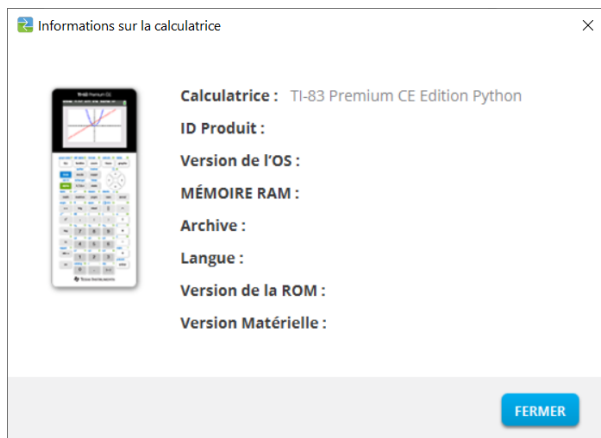 Informations sur la calculatrice
Calculatrice : TI-83 Premium CE Edition Python
ID Produit :
Version de l'OS :
MÉMOIRE RAM :
Archive :
Langue :
Version de la ROM :
Version Matérielle :
FERMER